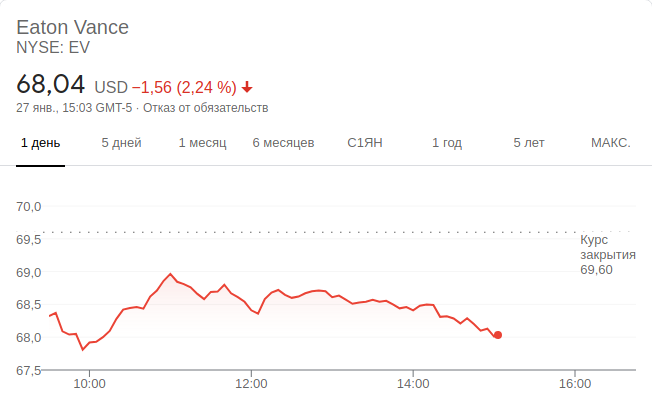 Eaton Vance
NYSE: EV
68,04 USD −1,56 (2,24 %)
27 янв., 15:03 GMT-5 · Отказ от обязательств
1 день 5 дней 1 месяц 6 месяцев С1ЯН 1 год 5 лет МАКС.
70,0
69,5
Курс
закрытия
69,60
69,0
68,5
68,0
67,5
10:00 12:00 14:00 16:00